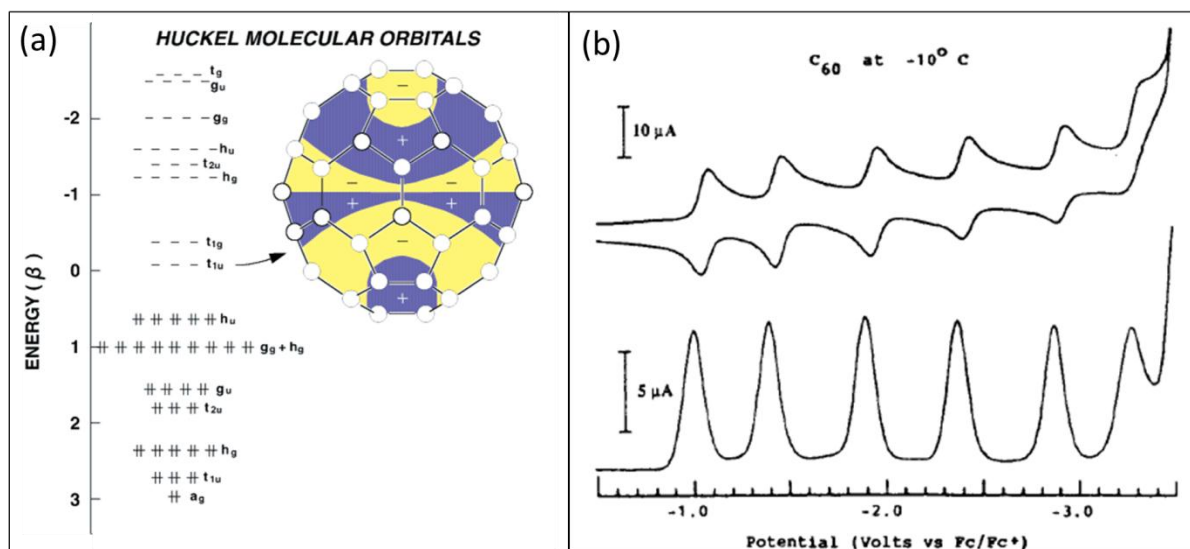 (a)
HUCKEL MOLECULAR ORBITALS
t1g
gu
-2
gg
hu
t2u
-1
hg
t1g
0
t1u
hu
1
gg + hg
gu
2
t2u
hg
t1u
3
ag
ENERGY (β)
− + − − + + − +
(b)
C60 at -10° C
10 μA
5 μA
-1.0 -2.0 -3.0
Potential (Volts vs Fc/Fc+)